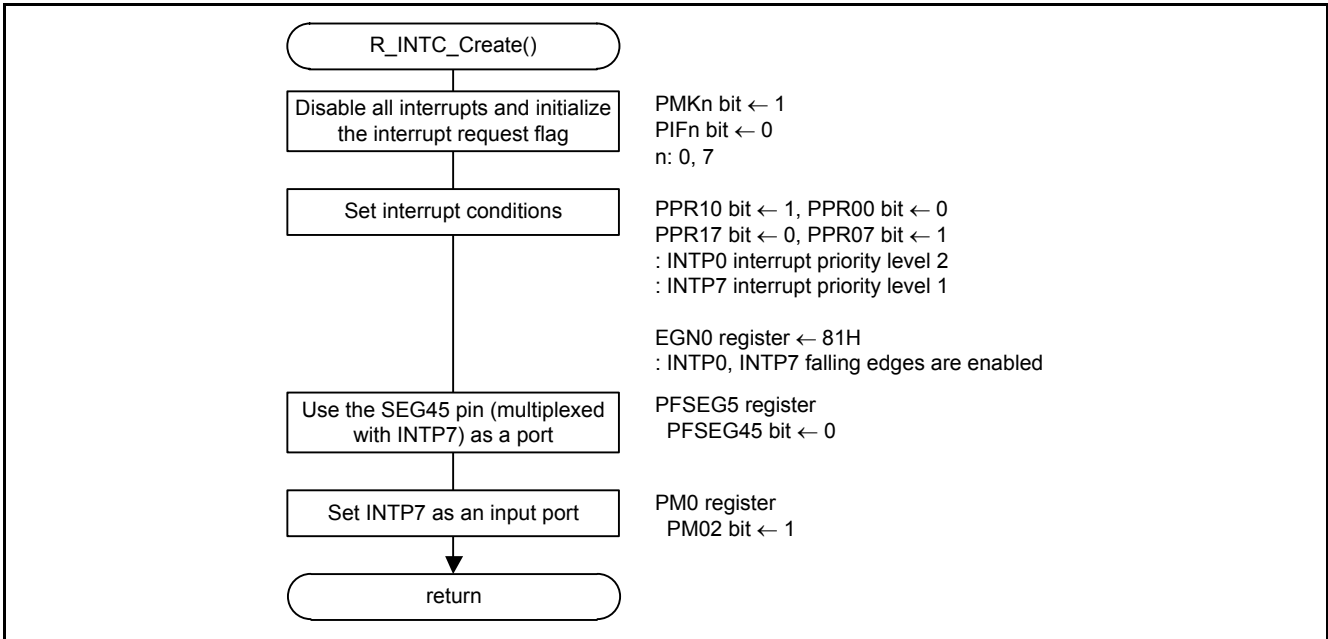 R_INTC_Create()
Disable all interrupts and initialize
the interrupt request flag
PMKn bit ← 1
PIFn bit ← 0
n: 0, 7
Set interrupt conditions
PPR10 bit ← 1, PPR00 bit ← 0
PPR17 bit ← 0, PPR07 bit ← 1
: INTP0 interrupt priority level 2
: INTP7 interrupt priority level 1
EGN0 register ← 81H
: INTP0, INTP7 falling edges are enabled
Use the SEG45 pin (multiplexed
with INTP7) as a port
PFSEG5 register
PFSEG45 bit ← 0
Set INTP7 as an input port
PM0 register
PM02 bit ← 1
return